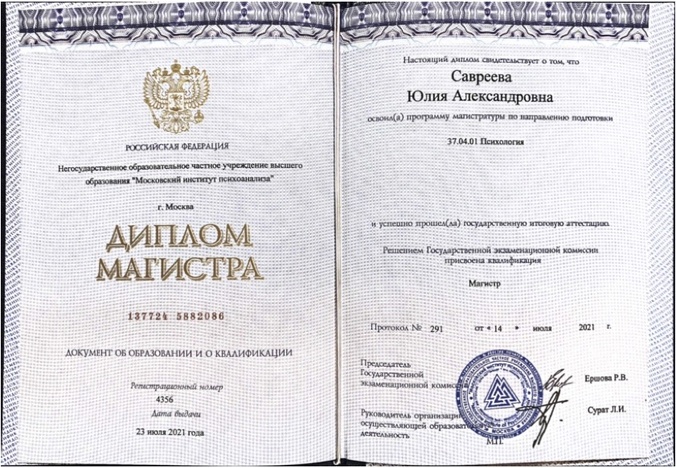 РОССИЙСКАЯ ФЕДЕРАЦИЯ
Негосударственное образовательное частное учреждение высшего
образования "Московский институт психоанализа"
г. Москва
ДИПЛОМ
МАГИСТРА
137724 5882086
ДОКУМЕНТ ОБ ОБРАЗОВАНИИ И О КВАЛИФИКАЦИИ
Регистрационный номер
4356
Дата выдачи
23 июля 2021 года
Настоящий диплом свидетельствует о том, что
Савреева
Юлия Александровна
освоил(а) программу магистратуры по направлению подготовки
37.04.01 Психология
и успешно прошел(ла) государственную итоговую аттестацию.
Решением Государственной экзаменационной комиссии
присвоена квалификация
Магистр
Протокол № 291 от « 14 » июля 2021 г.
Председатель
Государственной
экзаменационной комисс
Ершова Р.В.
Руководитель организаци
осуществляющей образоват
деятельность
Сурат Л.И.
М.П.